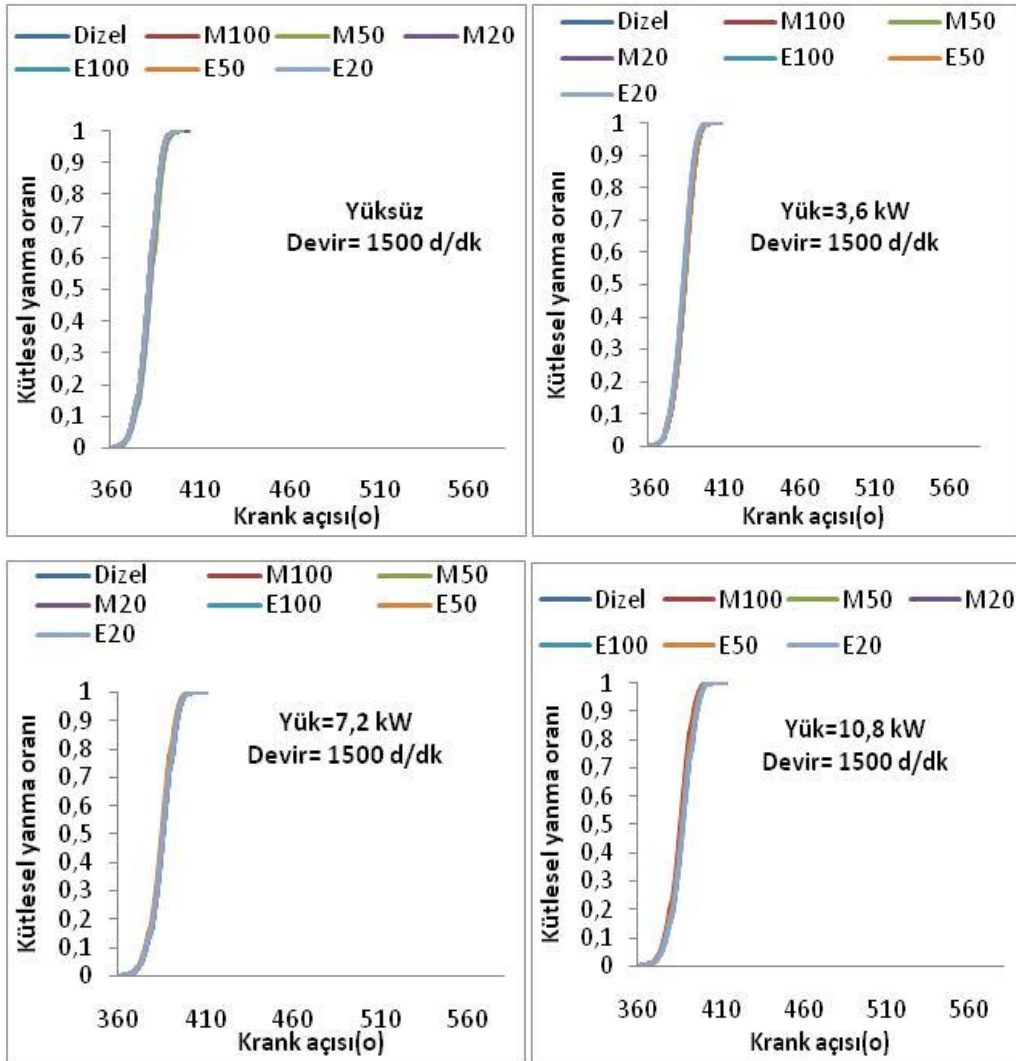 Dizel M100 M50 M20
E100 E50 E20
1
0,9
0,8
0,7
0,6
0,5
0,4
0,3
0,2
0,1
0
Kütlesel yanma oranı
Yüksüz
Devir= 1500 d/dk
360 410 460 510 560
Krank açısı(o)
Dizel M100 M50
M20 E100 E50
E20
1
0,9
0,8
0,7
0,6
0,5
0,4
0,3
0,2
0,1
0
Kütlesel yanma oranı
Yük=3,6 kW
Devir= 1500 d/dk
360 410 460 510 560
Krank açısı(o)
Dizel M100 M50
M20 E100 E50
E20
1
0,9
0,8
0,7
0,6
0,5
0,4
0,3
0,2
0,1
0
Kütlesel yanma oranı
Yük=7,2 kW
Devir= 1500 d/dk
360 410 460 510 560
Krank açısı(o)
Dizel M100 M50 M20
E100 E50 E20
1
0,9
0,8
0,7
0,6
0,5
0,4
0,3
0,2
0,1
0
Kütlesel yanma oranı
Yük=10,8 kW
Devir= 1500 d/dk
360 410 460 510 560
Krank açısı(o)